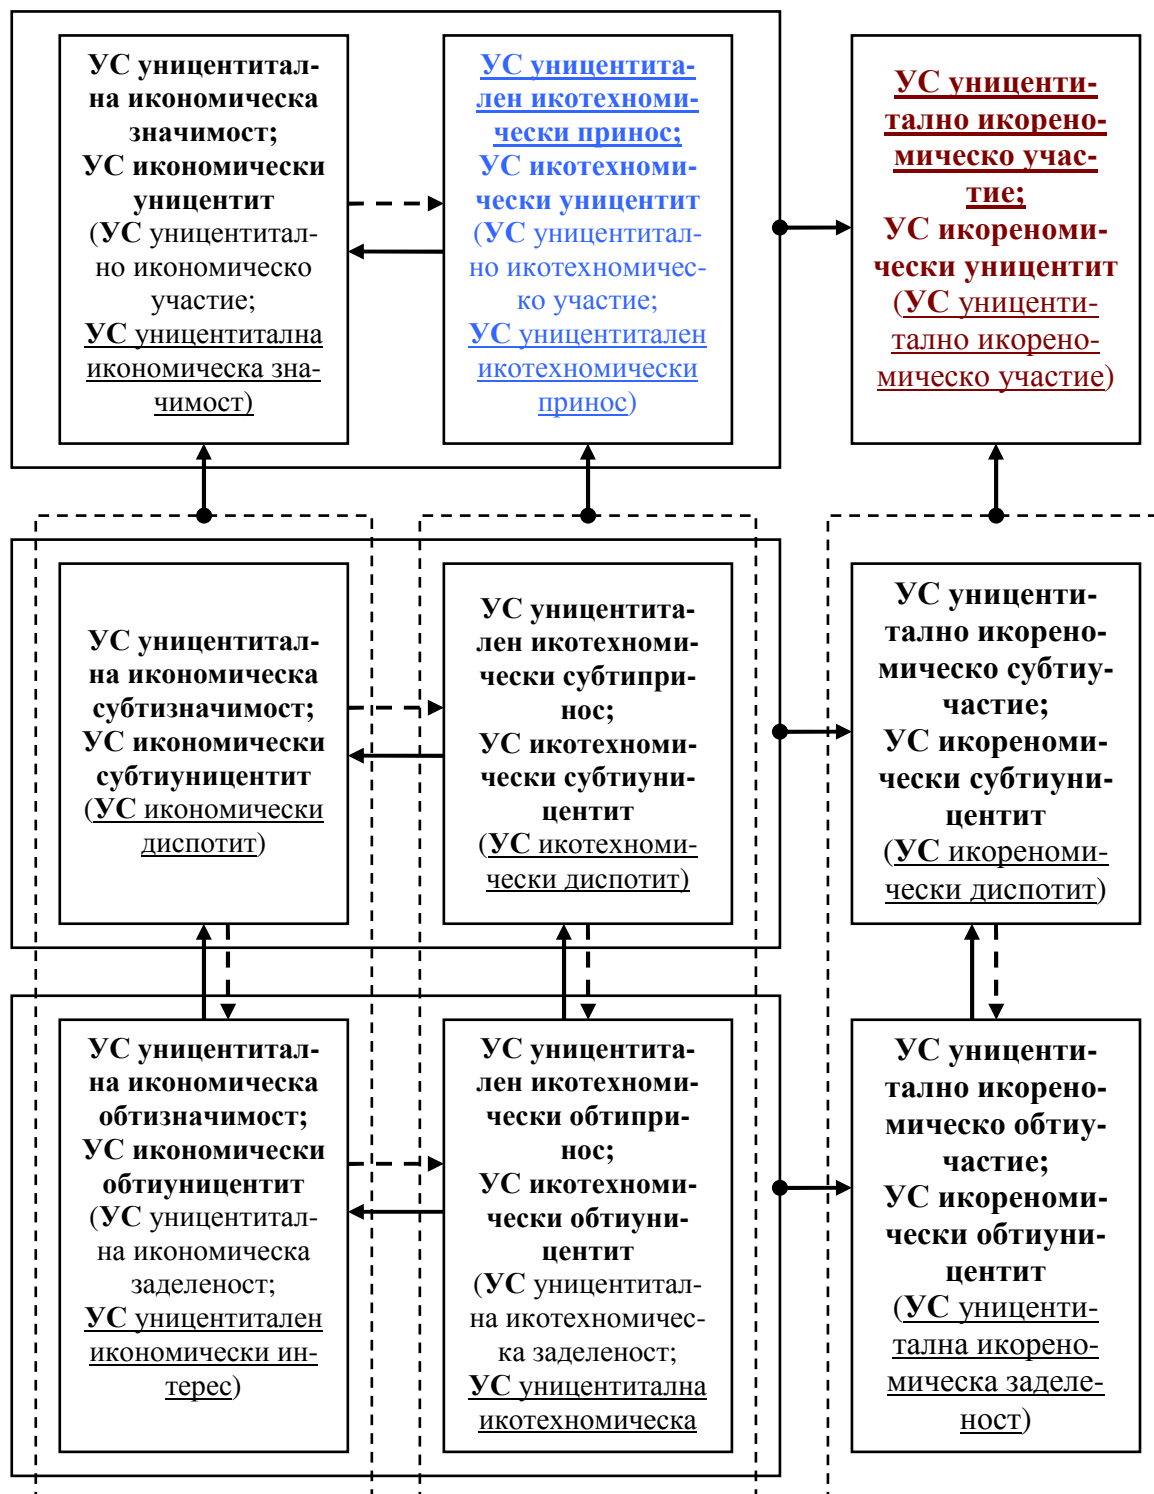 УС уницентитал-
на икономическа
значимост;
УС икономически
уницентит
(УС уницентитал-
но икономическо
участие;
УС уницентитална
икономическа зна-
чимост)
УС уницентита-
лен икотехноми-
чески принос;
УС икотехноми-
чески уницентит
(УС уницентитал-
но икотехномичес-
ко участие;
УС уницентитален
икотехномически
принос)
УС униценти-
тално икорено-
мическо учас-
тие;
УС икореноми-
чески уницентит
(УС униценти-
тално икорено-
мическо участие)
УС уницентитал-
на икономическа
субтизначимост;
УС икономически
субтиуницентит
(УС икономически
диспотит)
УС уницентита-
лен икотехноми-
чески субтипри-
нос;
УС икотехноми-
чески субтиуни-
центит
(УС икотехноми-
чески диспотит)
УС униценти-
тално икорено-
мическо субтиу-
частие;
УС икореноми-
чески субтиуни-
центит
(УС икореноми-
чески диспотит)
УС уницентитал-
на икономическа
обтизначимост;
УС икономически
обтиуницентит
(УС уницентитал-
на икономическа
заделеност;
УС уницентитален
икономически ин-
терес)
УС уницентита-
лен икотехноми-
чески обтипри-
нос;
УС икотехноми-
чески обтиуни-
центит
(УС уницентитал-
на икотехномичес-
ка заделеност;
УС уницентитална
икотехномическа
УС униценти-
тално икорено-
мическо обтиу-
частие;
УС икореноми-
чески обтиуни-
центит
(УС униценти-
тална икорено-
мическа заделе-
ност)